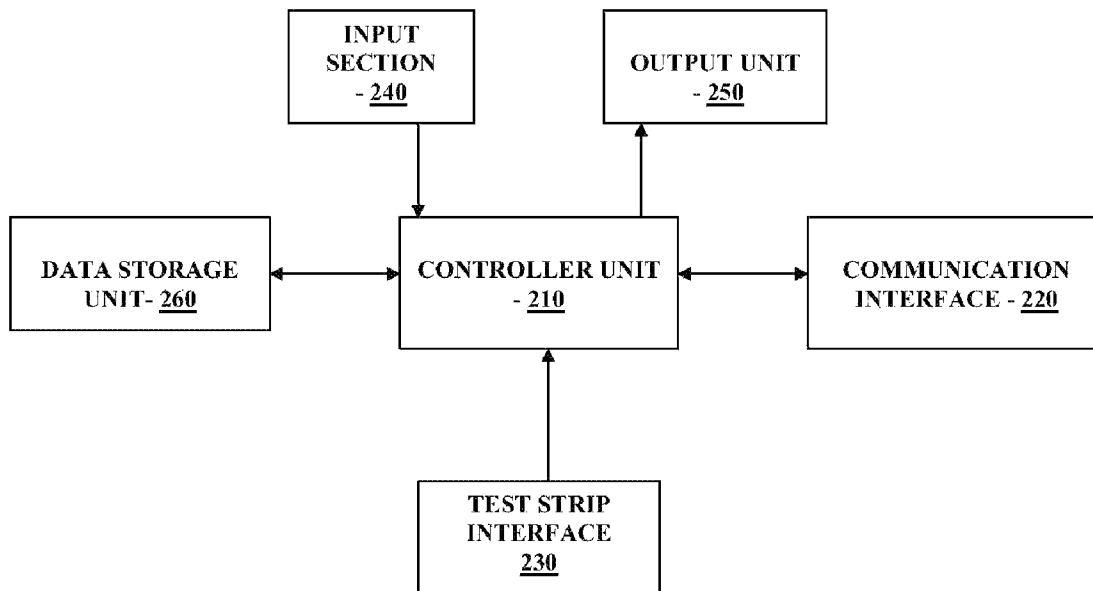 INPUT
SECTION
- 240
OUTPUT UNIT
- 250
DATA STORAGE
UNIT- 260
CONTROLLER UNIT
- 210
COMMUNICATION
INTERFACE - 220
TEST STRIP
INTERFACE
230